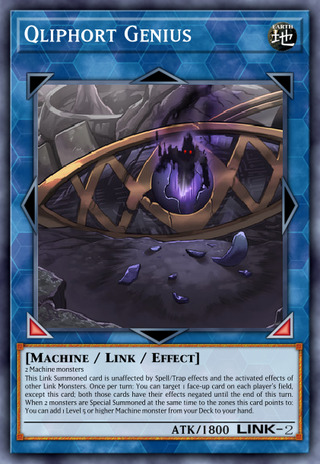 Qliphort Genius
EARTH
地
[Machine / Link / Effect]
2 Machine monsters
This Link Summoned card is unaffected by Spell/Trap effects and the activated effects of
other Link Monsters. Once per turn: You can target 1 face-up card on each player's field,
except this card; both those cards have their effects negated until the end of this turn.
When 2 monsters are Special Summoned at the same time to the zones this card points to:
You can add 1 Level 5 or higher Machine monster from your Deck to your hand.
ATK/1800 LINK-2